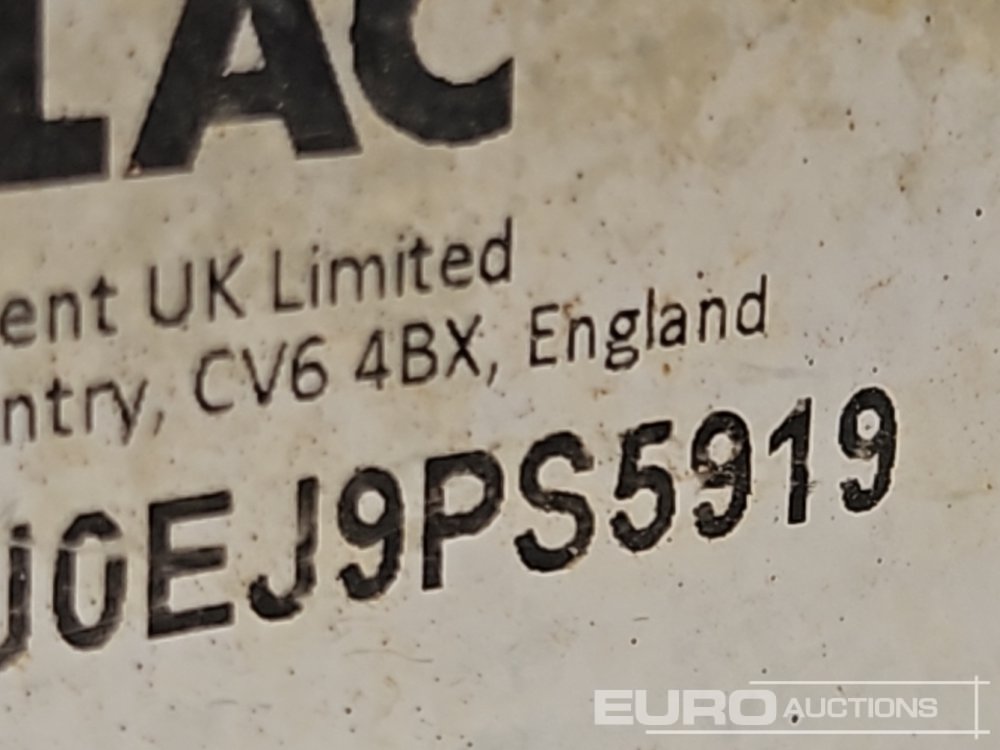 LAC
ent UK Limited
ntry, CV6 4BX, England
J0EJ9PS5919
EURO AUCTIONS